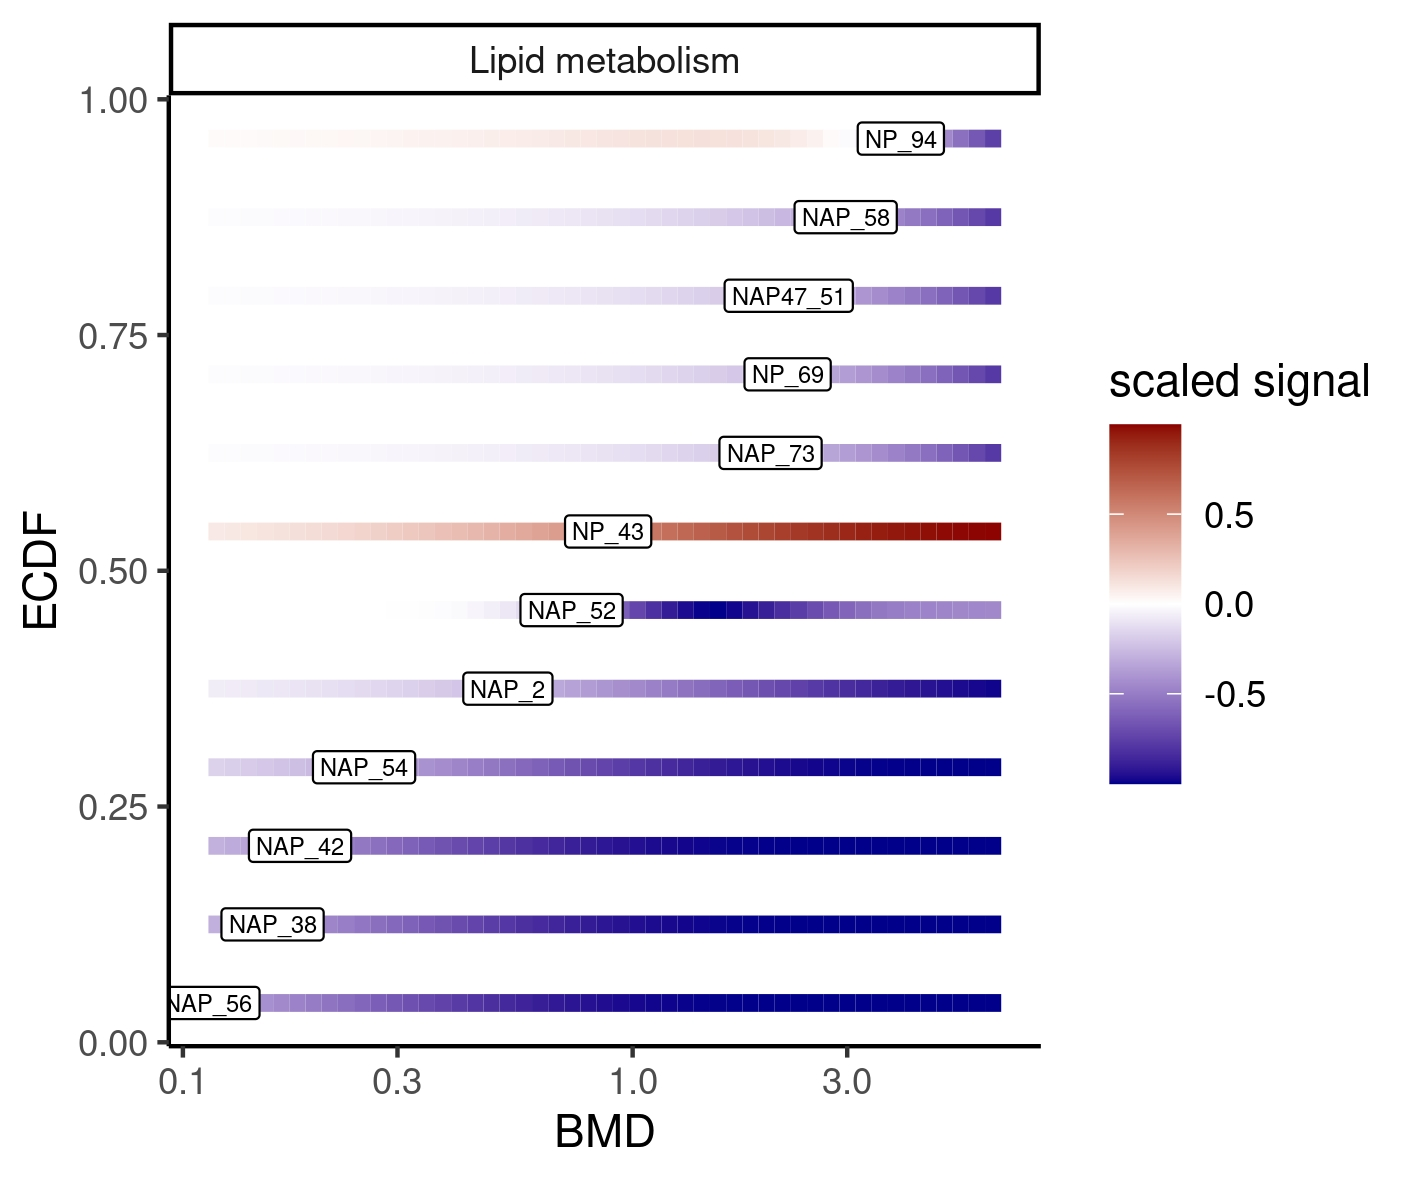 Lipid metabolism
1.00
0.75
0.50
0.25
0.00
ECDF
NP_94
NAP_58
NAP47_51
NP_69
NAP_73
NP_43
NAP_52
NAP_2
NAP_54
NAP_42
NAP_38
NAP_56
0.1 0.3 1.0 3.0
BMD
scaled signal
0.5
0.0
-0.5